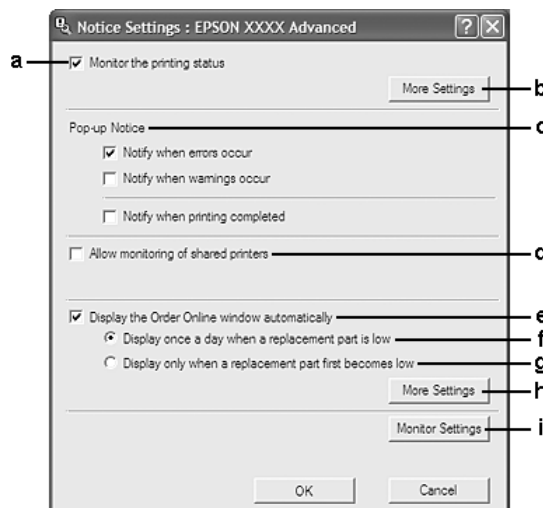 Notice Settings : EPSON XXXX Advanced
a
Monitor the printing status
More Settings
b
Pop-up Notice
c
Notify when errors occur
Notify when warnings occur
Notify when printing completed
Allow monitoring of shared printers
d
Display the Order Online window automatically
e
Display once a day when a replacement part is low
f
Display only when a replacement part first becomes low
g
More Settings
h
Monitor Settings
i
OK
Cancel